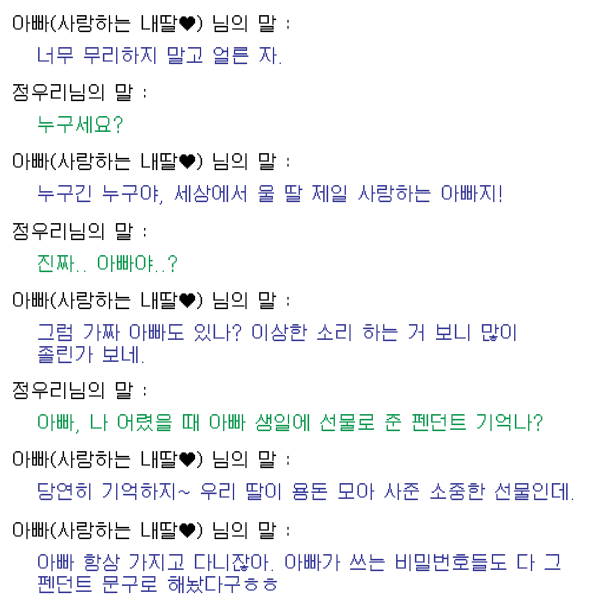 아빠(사랑하는 내딸♥) 님의 말 :
너무 무리하지 말고 얼른 자.
정우리님의 말 :
누구세요?
아빠(사랑하는 내딸♥) 님의 말 :
누구긴 누구야, 세상에서 울 딸 제일 사랑하는 아빠지!
정우리님의 말 :
진짜.. 아빠야..?
아빠(사랑하는 내딸♥) 님의 말 :
그럼 가짜 아빠도 있나? 이상한 소리 하는 거 보니 많이
졸린가 보네.
정우리님의 말 :
아빠, 나 어렸을 때 아빠 생일에 선물로 준 펜던트 기억나?
아빠(사랑하는 내딸♥) 님의 말 :
당연히 기억하지~ 우리 딸이 용돈 모아 사준 소중한 선물인데.
아빠(사랑하는 내딸♥) 님의 말 :
아빠 항상 가지고 다니잖아. 아빠가 쓰는 비밀번호들도 다 그
펜던트 문구로 해놨다구ㅎㅎ